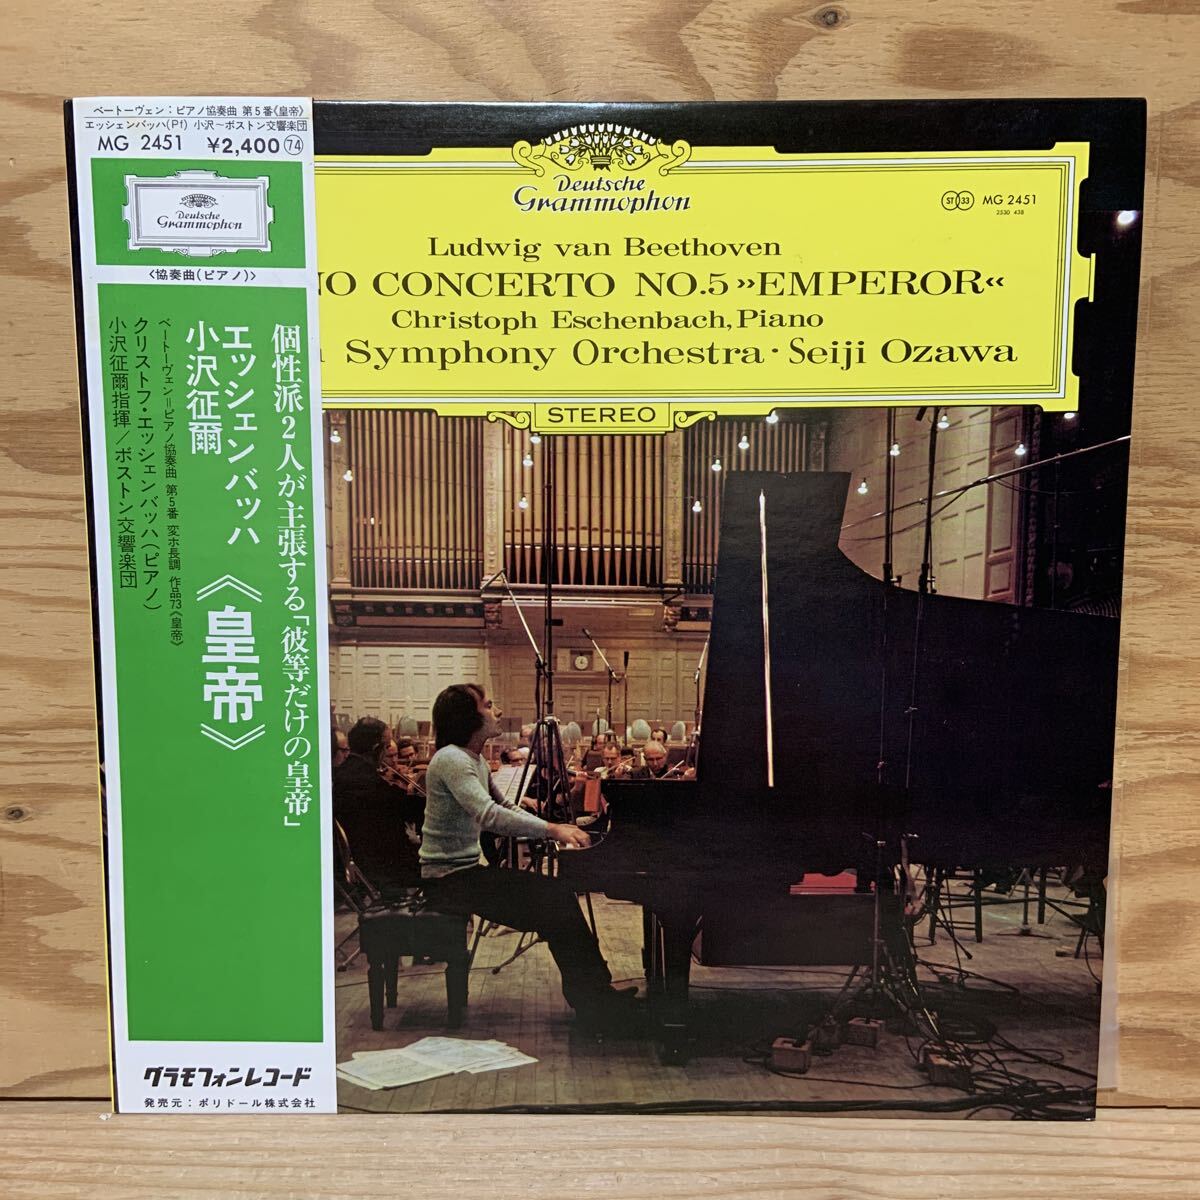 ベートーヴェン:ピアノ協奏曲 第5番《皇帝》
エッシェンバッハ(Pf) 小沢〜ボストン交響楽団
MG 2451 ¥2,400 74
Deutsche
Grammophon
<協奏曲(ピアノ)>
個性派2人が主張する「彼等だけの皇帝」
エッシェンバッハ
小沢征爾
《皇帝》
ベートーヴェン=ピアノ協奏曲 第5番 変ホ長調 作品73《皇帝》
クリストフ・エッシェンバッハ(ピアノ)
小沢征爾指揮/ボストン交響楽団
グラモフォンレコード
発売元:ポリドール株式会社
Deutsche
Grammophon
ST 33 MG 2451
2530 438
Ludwig van Beethoven
NO CONCERTO NO.5 »EMPEROR«
Christoph Eschenbach, Piano
Symphony Orchestra · Seiji Ozawa
STEREO